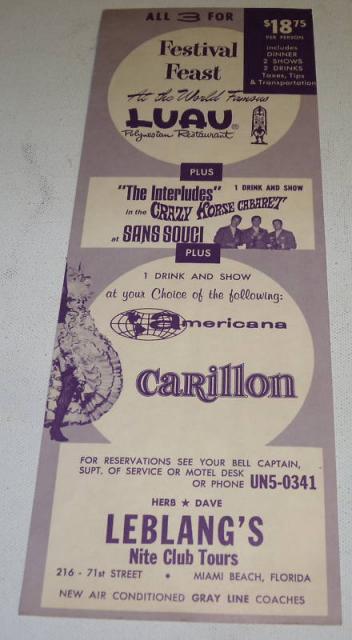 ALL 3 FOR
$18.75
PER PERSON
includes
DINNER
2 SHOWS
2 DRINKS
Taxes, Tips
& Transportation
Festival
Feast
At the World Famous
LUAU®
Polynesian Restaurant
PLUS
"The Interludes" 1 DRINK AND SHOW
in the CRAZY HORSE CABARET
at SANS SOUCI
PLUS
1 DRINK AND SHOW
at your Choice of the following:
Americana
CARILLON
FOR RESERVATIONS SEE YOUR BELL CAPTAIN,
SUPT. OF SERVICE OR MOTEL DESK
OR PHONE UN5-0341
HERB ★ DAVE
LEBLANG'S
Nite Club Tours
216 - 71st STREET • MIAMI BEACH, FLORIDA
NEW AIR CONDITIONED GRAY LINE COACHES